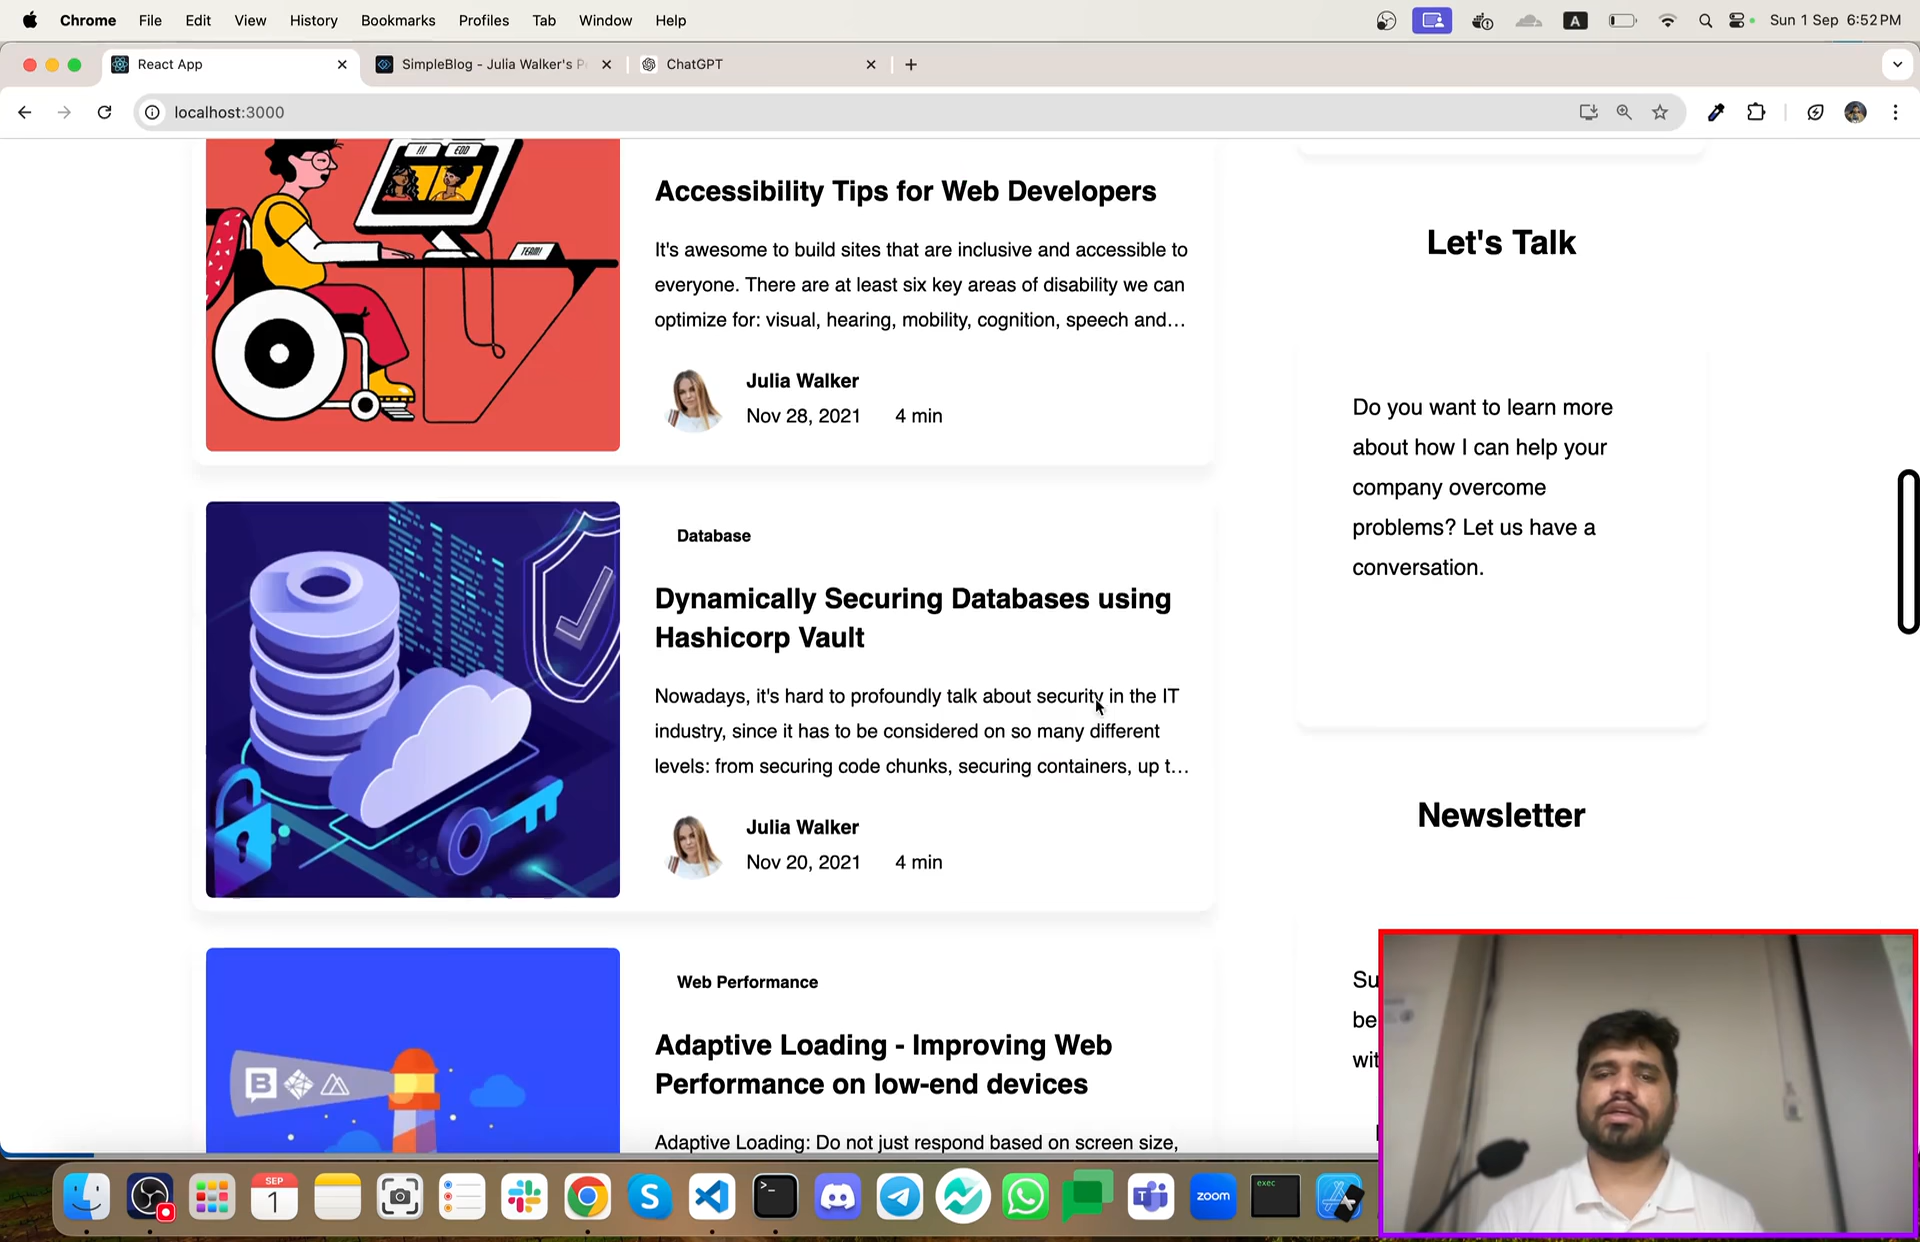 Chrome File Edit View History Bookmarks Profiles Tab Window Help A Sun 1 Sep 6:52 PM
React App SimpleBlog - Julia Walker's P ChatGPT
localhost:3000
!!! EOD
TEAM!
Accessibility Tips for Web Developers
It's awesome to build sites that are inclusive and accessible to
everyone. There are at least six key areas of disability we can
optimize for: visual, hearing, mobility, cognition, speech and...
Julia Walker
Nov 28, 2021 4 min
Database
Dynamically Securing Databases using
Hashicorp Vault
Nowadays, it's hard to profoundly talk about security in the IT
industry, since it has to be considered on so many different
levels: from securing code chunks, securing containers, up t...
Julia Walker
Nov 20, 2021 4 min
Web Performance
Adaptive Loading - Improving Web
Performance on low-end devices
Adaptive Loading: Do not just respond based on screen size,
B
Let's Talk
Do you want to learn more
about how I can help your
company overcome
problems? Let us have a
conversation.
Newsletter
Su
be
wit
SEP
1
S
>_
T
zoom
exec